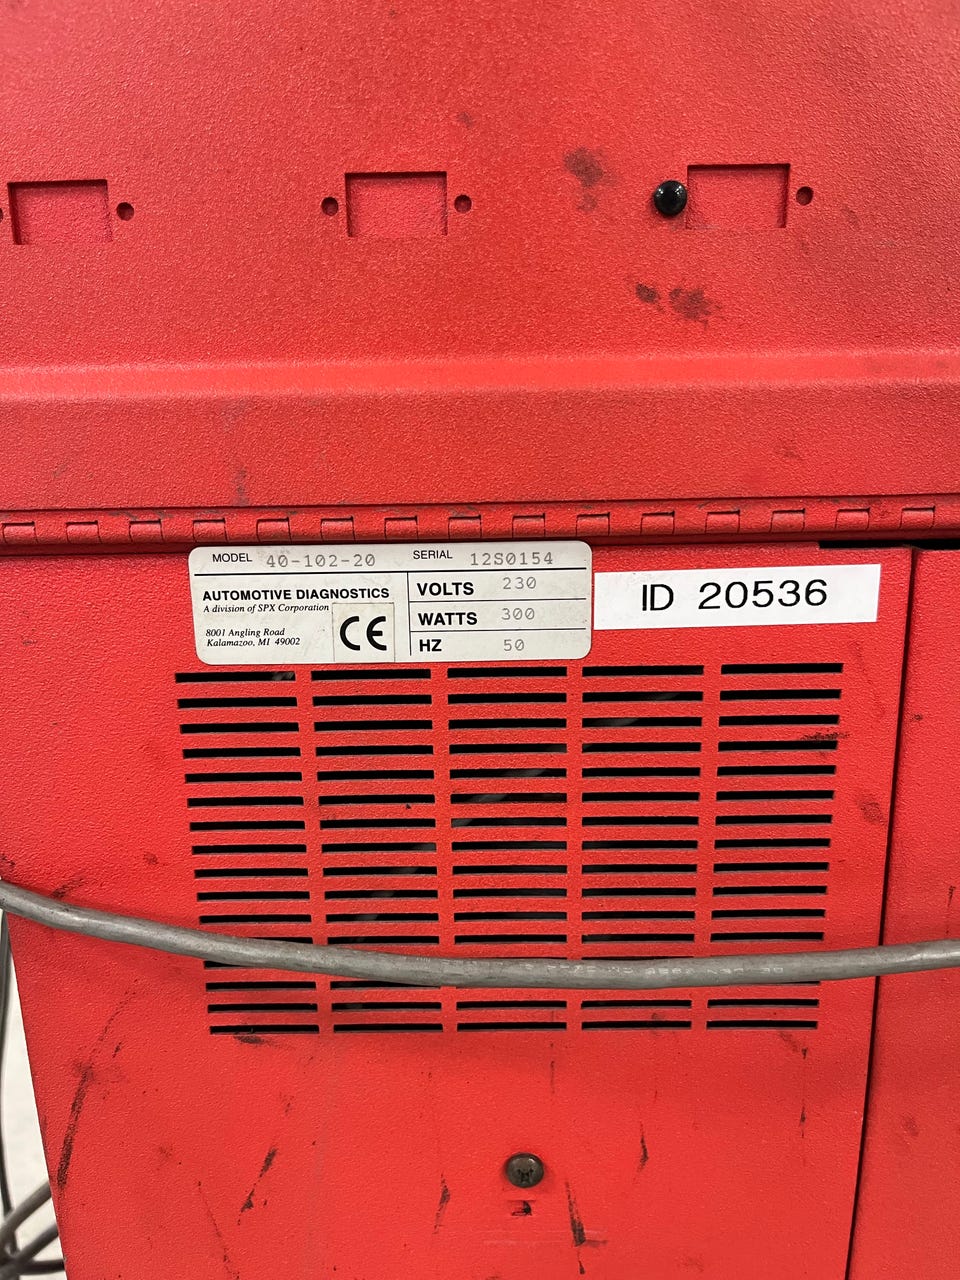 MODEL 40-102-20 SERIAL 12S0154
AUTOMOTIVE DIAGNOSTICS
A division of SPX Corporation
8001 Angling Road
Kalamazoo, MI 49002
CE
VOLTS 230
WATTS 300
HZ 50
ID 20536